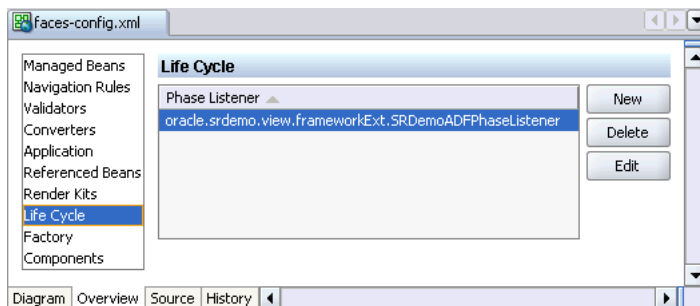 faces-config.xml
Managed Beans
Navigation Rules
Validators
Converters
Application
Referenced Beans
Render Kits
Life Cycle
Factory
Components
Life Cycle
Phase Listener
oracle.srdemo.view.frameworkExt.SRDemoADFPhaseListener
New
Delete
Edit
Diagram Overview Source History